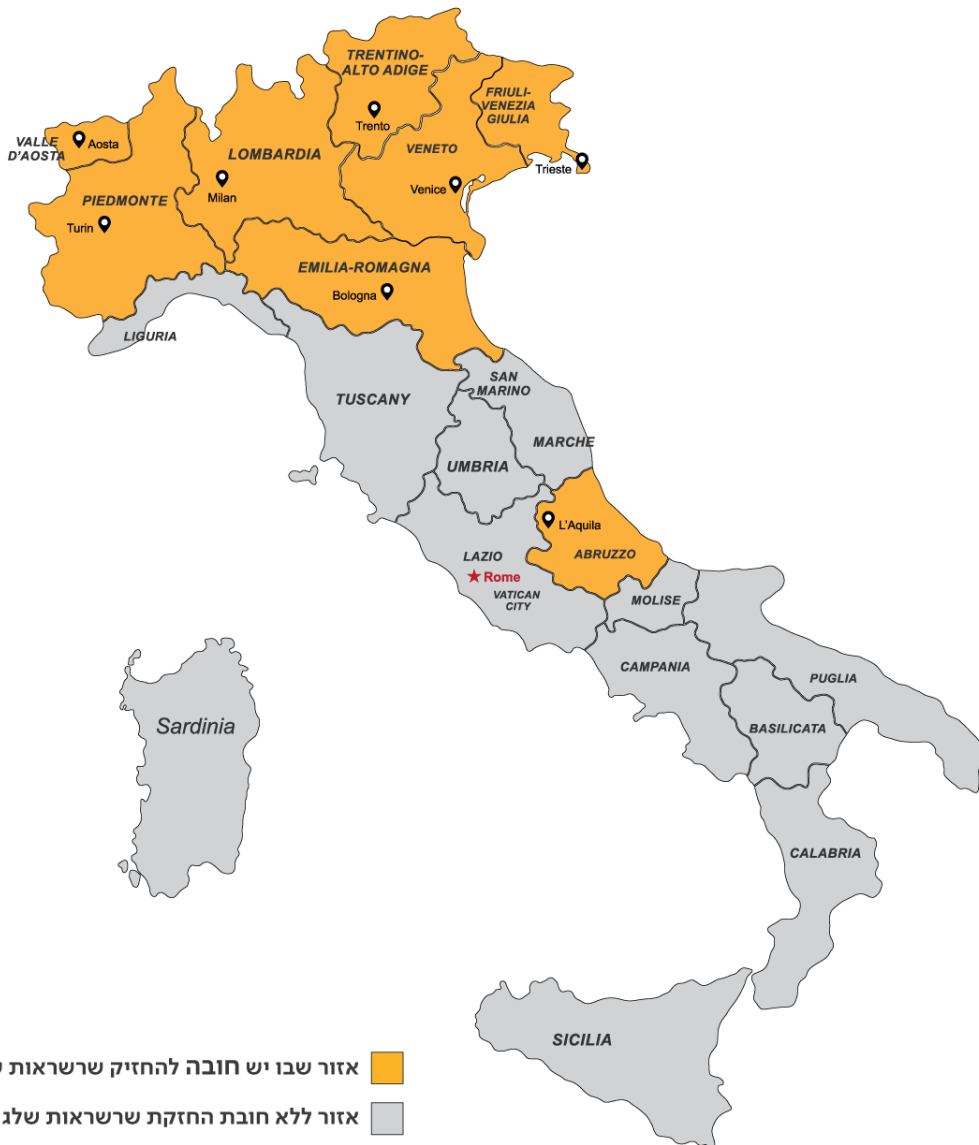 TRENTINO-
ALTO ADIGE
Trento
FRIULI-
VENEZIA
GIULIA
VALLE
D'AOSTA
Aosta
LOMBARDIA
VENETO
Trieste
Milan
Venice
PIEDMONTE
Turin
EMILIA-ROMAGNA
Bologna
LIGURIA
SAN
MARINO
TUSCANY
MARCHE
UMBRIA
L'Aquila
ABRUZZO
LAZIO
Rome
VATICAN
CITY
MOLISE
CAMPANIA
PUGLIA
Sardinia
BASILICATA
CALABRIA
SICILIA
אזור שבו יש חובה להחזיק שרשראות
אזור ללא חובת החזקת שרשראות שלג